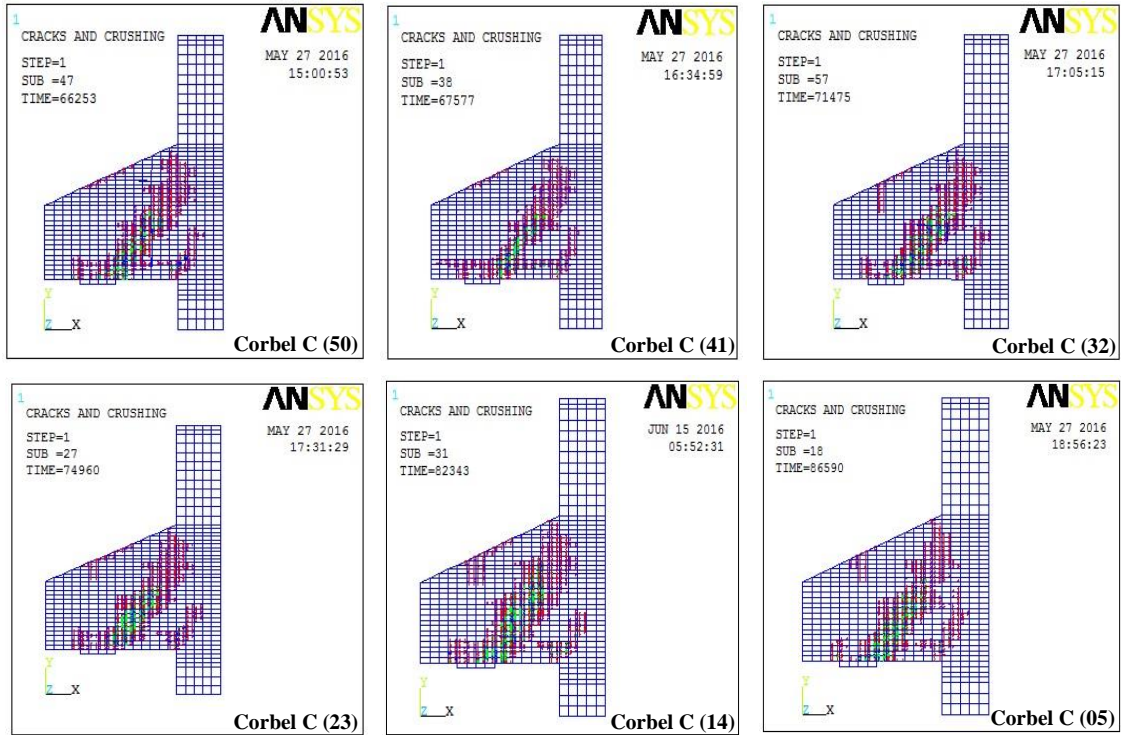 1
ANSYS
CRACKS AND CRUSHING
MAY 27 2016
15:00:53
STEP=1
SUB =47
TIME=66253
Y
Z X
Corbel C (50)
1
ANSYS
CRACKS AND CRUSHING
MAY 27 2016
16:34:59
STEP=1
SUB =38
TIME=67577
Y
Z X
Corbel C (41)
1
ANSYS
CRACKS AND CRUSHING
MAY 27 2016
17:05:15
STEP=1
SUB =57
TIME=71475
Y
Z X
Corbel C (32)
1
ANSYS
CRACKS AND CRUSHING
MAY 27 2016
17:31:29
STEP=1
SUB =27
TIME=74960
Y
Z X
Corbel C (23)
1
ANSYS
CRACKS AND CRUSHING
JUN 15 2016
05:52:31
STEP=1
SUB =31
TIME=82343
Y
Z X
Corbel C (14)
1
ANSYS
CRACKS AND CRUSHING
MAY 27 2016
18:56:23
STEP=1
SUB =18
TIME=86590
Y
Z X
Corbel C (05)